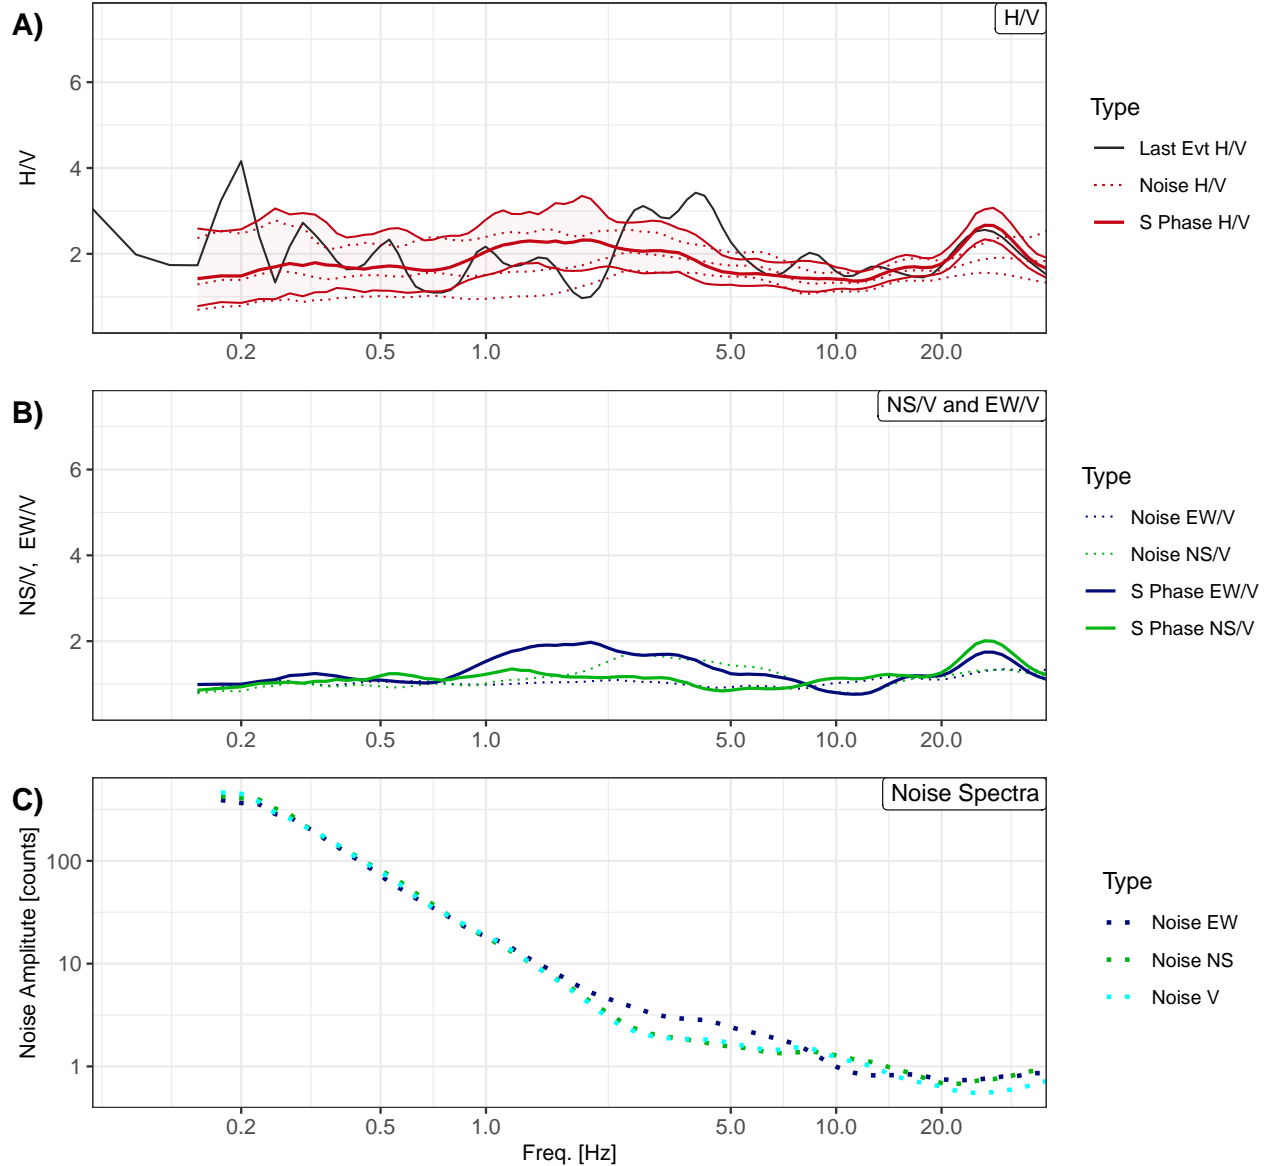 A)
H/V
H/V
6
4
2
0.2 0.5 1.0 5.0 10.0 20.0
Type
Last Evt H/V
Noise H/V
S Phase H/V
B)
NS/V and EW/V
NS/V, EW/V
6
4
2
0.2 0.5 1.0 5.0 10.0 20.0
Type
Noise EW/V
Noise NS/V
S Phase EW/V
S Phase NS/V
C)
Noise Spectra
Noise Amplitute [counts]
100
10
1
0.2 0.5 1.0 5.0 10.0 20.0
Freq. [Hz]
Type
Noise EW
Noise NS
Noise V